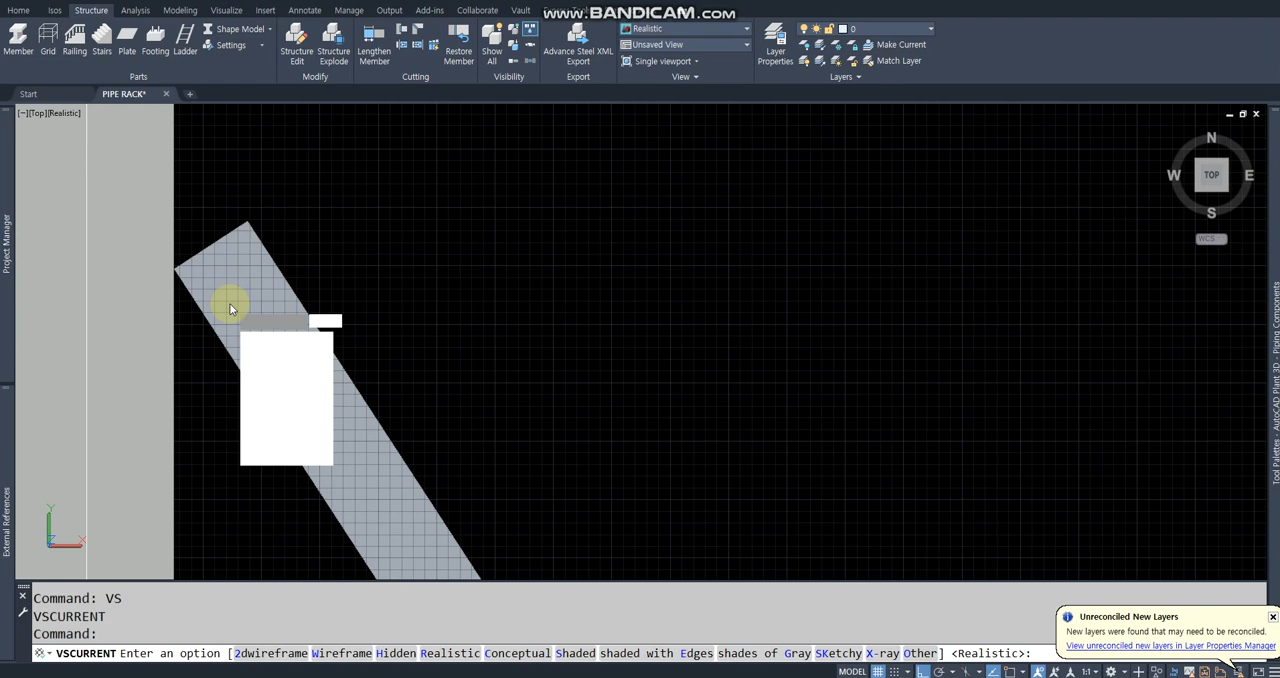 www.BANDICAM.com
Home Isos Structure Analysis Modeling Visualize Insert Annotate Manage Output Add-ins Collaborate Vault
Member Grid Railing Stairs Plate Footing Ladder
Shape Model
Settings
Structure Edit
Structure Explode
Lengthen Member
Restore Member
Show All
Advance Steel XML Export
Realistic
Unsaved View
Single viewport
Layer Properties
0
Make Current
Match Layer
Parts Modify Cutting Visibility Export View Layers
Start PIPE RACK*
[−][Top][Realistic]
N
W TOP E
S
WCS
Project Manager
External References
Tool Palettes - AutoCAD Plant 3D - Piping Components
Y
X
Z
Command: VS
VSCURRENT
Command:
VSCURRENT Enter an option [2dwireframe Wireframe Hidden Realistic Conceptual Shaded shaded with Edges shades of Gray SKetchy X-ray Other] <Realistic>:
Unreconciled New Layers
New layers were found that may need to be reconciled.
View unreconciled new layers in Layer Properties Manager
MODEL 1:1